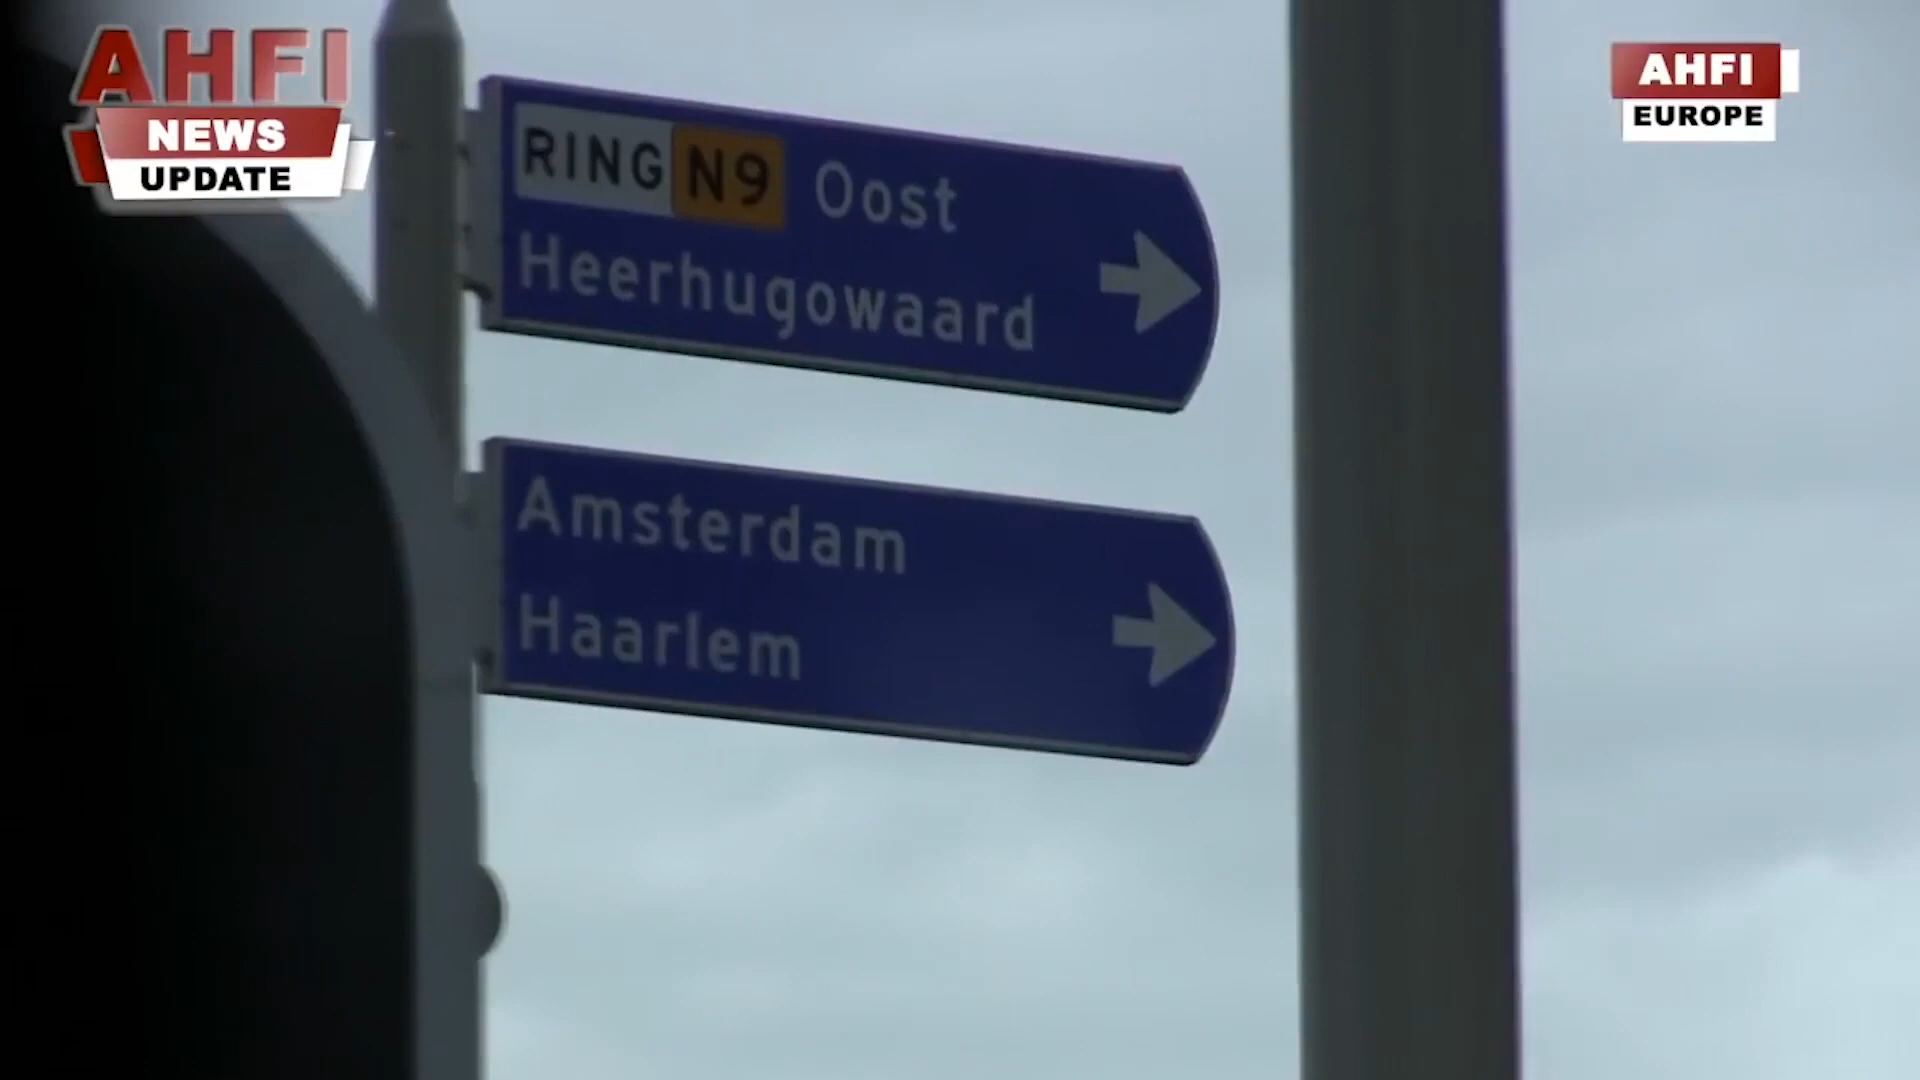 AHFI
NEWS
UPDATE
AHFI
EUROPE
RING N9 Oost
Heerhugowaard
Amsterdam
Haarlem